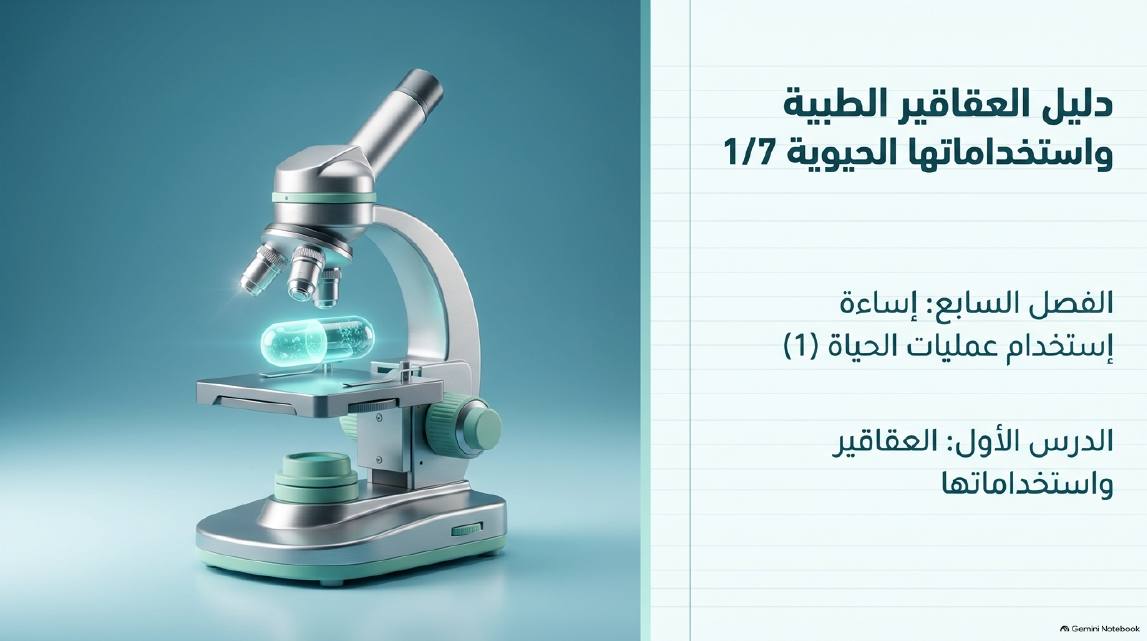 دليل العقاقير الطبية
واستخداماتها الحيوية 1/7
الفصل السابع: إساءة
إستخدام عمليات الحياة (1)
الدرس الأول: العقاقير
واستخداماتها
Gemini Notebook